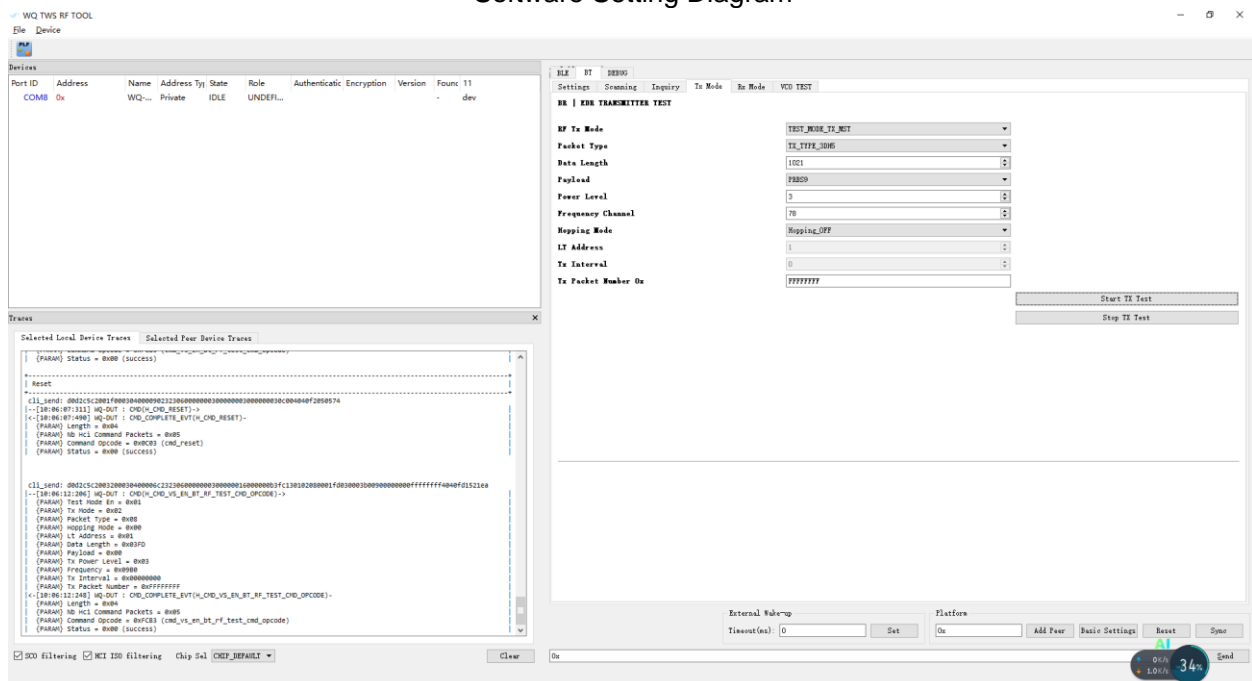 Software Setting Diagram
WQ TWS RF TOOL
File Device
PLF
Devices
Port ID Address Name Address Typ State Role Authenticatic Encryption Version Founc 11
COM8 0x WQ-... Private IDLE UNDEFI... - dev
BLE BT DEBUG
Settings Scanning Inquiry Tx Mode Rx Mode VCO TEST
BR | EDR TRANSMITTER TEST
RF Tx Mode TEST_MODE_TX_MST
Packet Type TX_TYPE_3DH5
Data Length 1021
Payload PRBS9
Power Level 3
Frequency Channel 78
Hopping Mode Hopping_OFF
LT Address 1
Tx Interval 0
Tx Packet Number 0x FFFFFFFF
Start TX Test
Stop TX Test
Traces
Selected Local Device Traces Selected Peer Device Traces
{PARAM} Status = 0x00 (success)
| Reset
|--[10:06:07:311] WQ-DUT : CMD(H_CMD_RESET)->
|<-[10:06:07:490] WQ-DUT : CMD_COMPLETE_EVT(H_CMD_RESET)-
| {PARAM} Length = 0x04
| {PARAM} Nb Hci Command Packets = 0x05
| {PARAM} Command Opcode = 0x0C03 (cmd_reset)
| {PARAM} Status = 0x00 (success)
|--[10:06:12:206] WQ-DUT : CMD(H_CMD_VS_EN_BT_RF_TEST_CMD_OPCODE)->
| {PARAM} Test Mode En = 0x01
| {PARAM} Tx Mode = 0x02
| {PARAM} Packet Type = 0x08
| {PARAM} Hopping Mode = 0x00
| {PARAM} Lt Address = 0x01
| {PARAM} Data Length = 0x03FD
| {PARAM} Payload = 0x00
| {PARAM} Tx Power Level = 0x03
| {PARAM} Frequency = 0x09B0
| {PARAM} Tx Interval = 0x00000000
| {PARAM} Tx Packet Number = 0xFFFFFFFF
|<-[10:06:12:248] WQ-DUT : CMD_COMPLETE_EVT(H_CMD_VS_EN_BT_RF_TEST_CMD_OPCODE)-
| {PARAM} Length = 0x04
| {PARAM} Nb Hci Command Packets = 0x05
| {PARAM} Command Opcode = 0xFCB3 (cmd_vs_en_bt_rf_test_cmd_opcode)
| {PARAM} Status = 0x00 (success)
External Wake-up Platform
Timeout(ms): 0 Set 0x Add Peer Basic Settings Reset Sync
SCO filtering HCI ISO filtering Chip Sel CHIP_DEFAULT Clear 0x Send
AI
0K/s
1.0K/s
34%